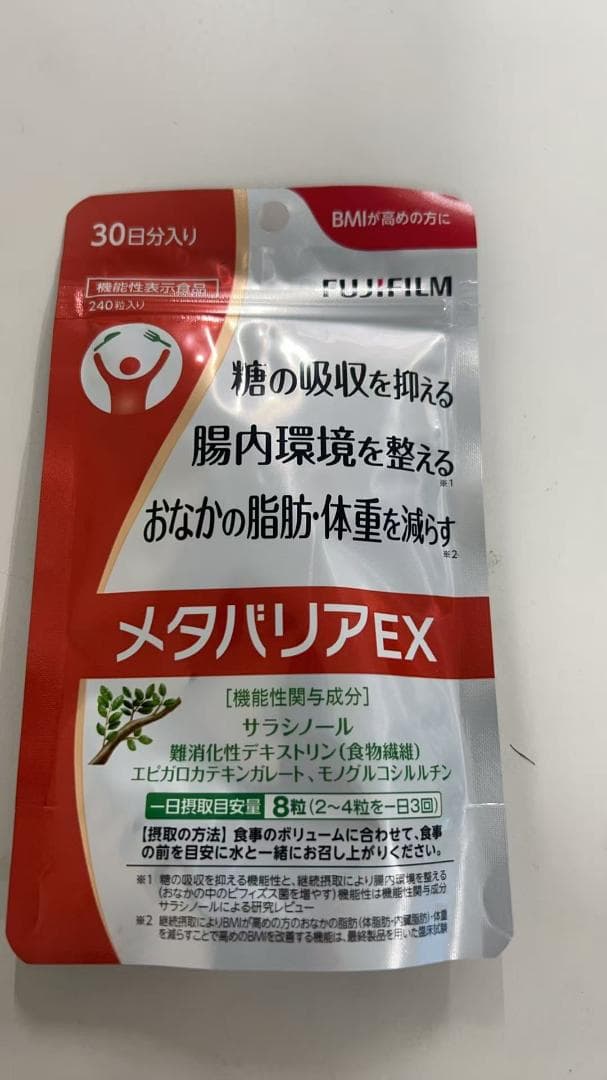 30日分入り
BMIが高めの方に
機能性表示食品
240粒入り
FUJIFILM
糖の吸収を抑える
腸内環境を整える
※1
おなかの脂肪・体重を減らす
※2
メタバリアEX
[機能性関与成分]
サラシノール
難消化性デキストリン(食物繊維)
エピガロカテキンガレート、モノグルコシルルチン
一日摂取目安量 8粒(2〜4粒を一日3回)
【摂取の方法】食事のボリュームに合わせて、食事
の前を目安に水と一緒にお召し上がりください。
※1 糖の吸収を抑える機能性と、継続摂取により腸内環境を整える
(おなかの中のビフィズス菌を増やす)機能性は機能性関与成分
サラシノールによる研究レビュー
※2 継続摂取によりBMIが高めの方のおなかの脂肪(体脂肪・内臓脂肪)・体重
を減らすことで高めのBMIを改善する機能は、最終製品を用いた臨床試験